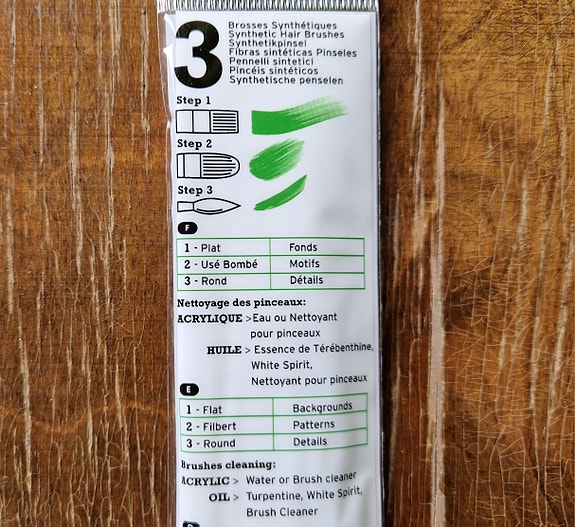 3
Brosses Synthétiques
Synthetic Hair Brushes
Synthetikpinsel
Fibras sintéticas Pinseles
Pennelli sintetici
Pincéis sintéticos
Synthetische penselen
Step 1
Step 2
Step 3
F
1 - Plat Fonds
2 - Usé Bombé Motifs
3 - Rond Détails
Nettoyage des pinceaux:
ACRYLIQUE > Eau ou Nettoyant
pour pinceaux
HUILE > Essence de Térébenthine,
White Spirit,
Nettoyant pour pinceaux
E
1 - Flat Backgrounds
2 - Filbert Patterns
3 - Round Details
Brushes cleaning:
ACRYLIC > Water or Brush cleaner
OIL > Turpentine, White Spirit,
Brush Cleaner